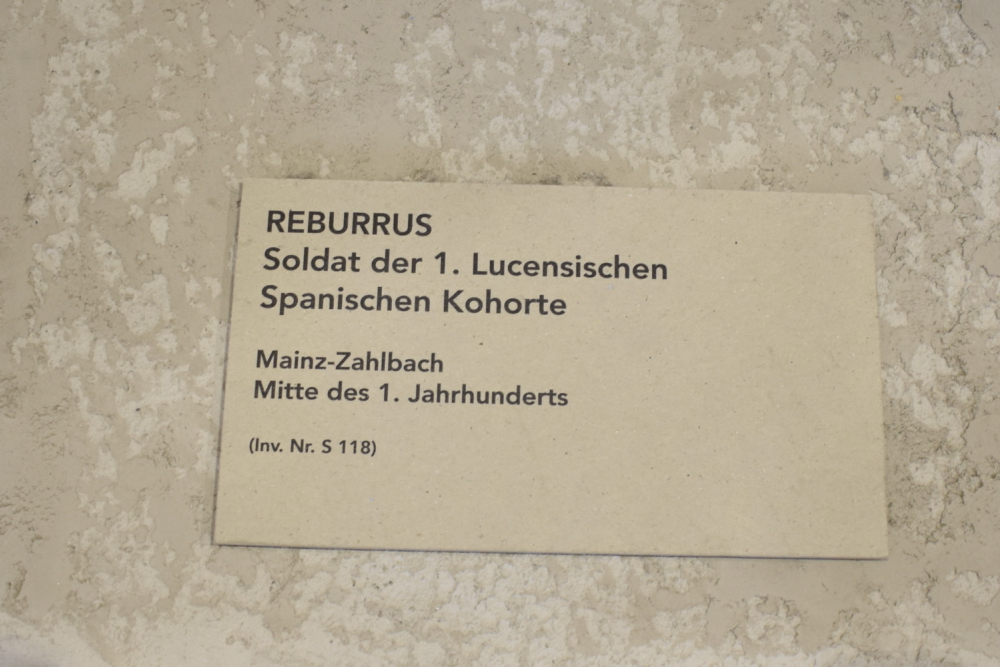 REBURRUS
Soldat der 1. Lucensischen
Spanischen Kohorte
Mainz-Zahlbach
Mitte des 1. Jahrhunderts
(Inv. Nr. S 118)